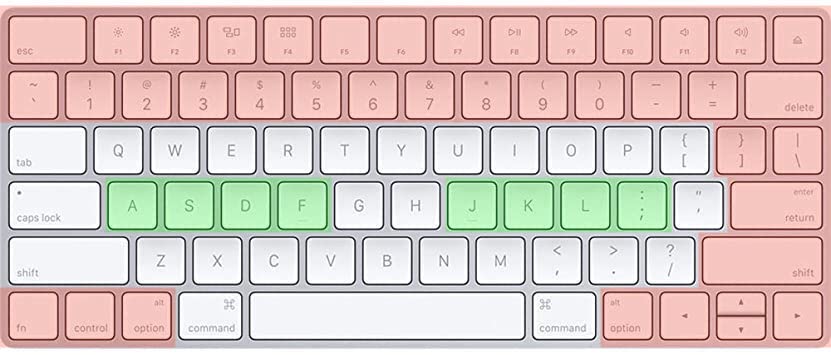 esc F1 F2 F3 F4 F5 F6 F7 F8 F9 F10 F11 F12
~ ! @ # $ % ^ & * ( ) — +
` 1 2 3 4 5 6 7 8 9 0 - = delete
tab Q W E R T Y U I O P { [ } ] | \
caps lock A S D F G H J K L : ; " ' enter return
shift Z X C V B N M < , > . ? / shift
fn control alt option ⌘ command ⌘ command alt option ◄ ▲ ▼ ►